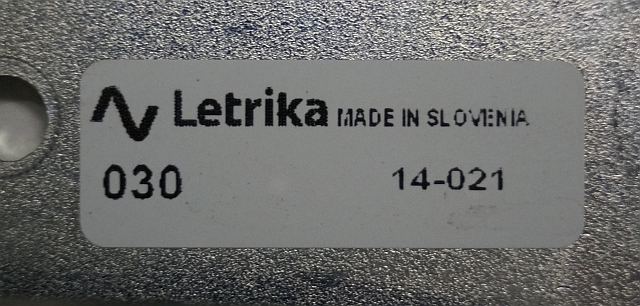 Letrika MADE IN SLOVENIA
030 14-021